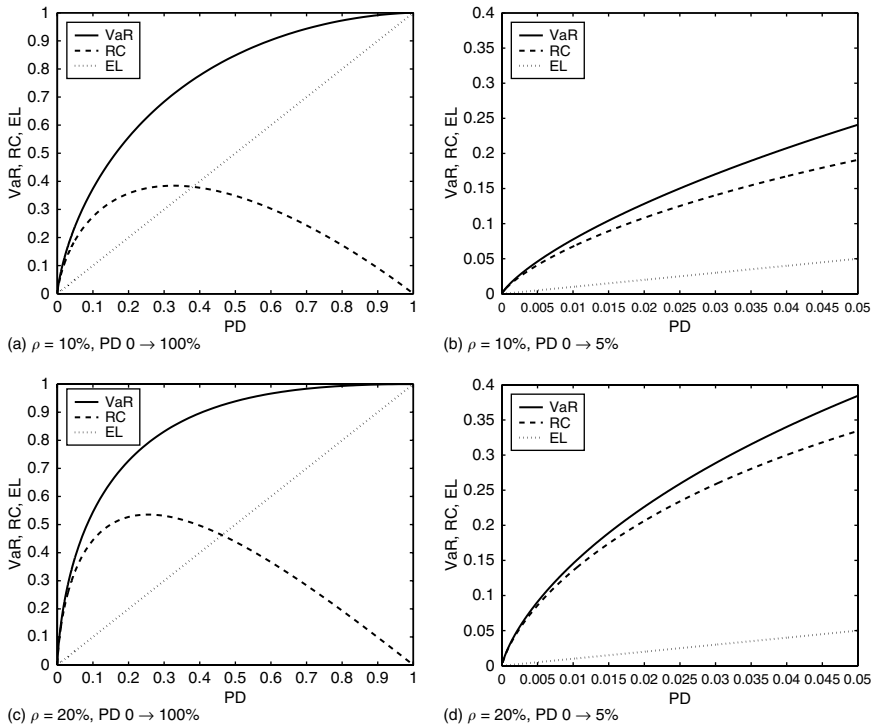 VaR
RC
EL
VaR, RC, EL
1
0.9
0.8
0.7
0.6
0.5
0.4
0.3
0.2
0.1
0
0 0.1 0.2 0.3 0.4 0.5 0.6 0.7 0.8 0.9 1
PD
(a) ρ = 10%, PD 0 → 100%
VaR
RC
EL
VaR, RC, EL
0.4
0.35
0.3
0.25
0.2
0.15
0.1
0.05
0
0 0.005 0.01 0.015 0.02 0.025 0.03 0.035 0.04 0.045 0.05
PD
(b) ρ = 10%, PD 0 → 5%
VaR
RC
EL
VaR, RC, EL
1
0.9
0.8
0.7
0.6
0.5
0.4
0.3
0.2
0.1
0
0 0.1 0.2 0.3 0.4 0.5 0.6 0.7 0.8 0.9 1
PD
(c) ρ = 20%, PD 0 → 100%
VaR
RC
EL
VaR, RC, EL
0.4
0.35
0.3
0.25
0.2
0.15
0.1
0.05
0
0 0.005 0.01 0.015 0.02 0.025 0.03 0.035 0.04 0.045 0.05
PD
(d) ρ = 20%, PD 0 → 5%